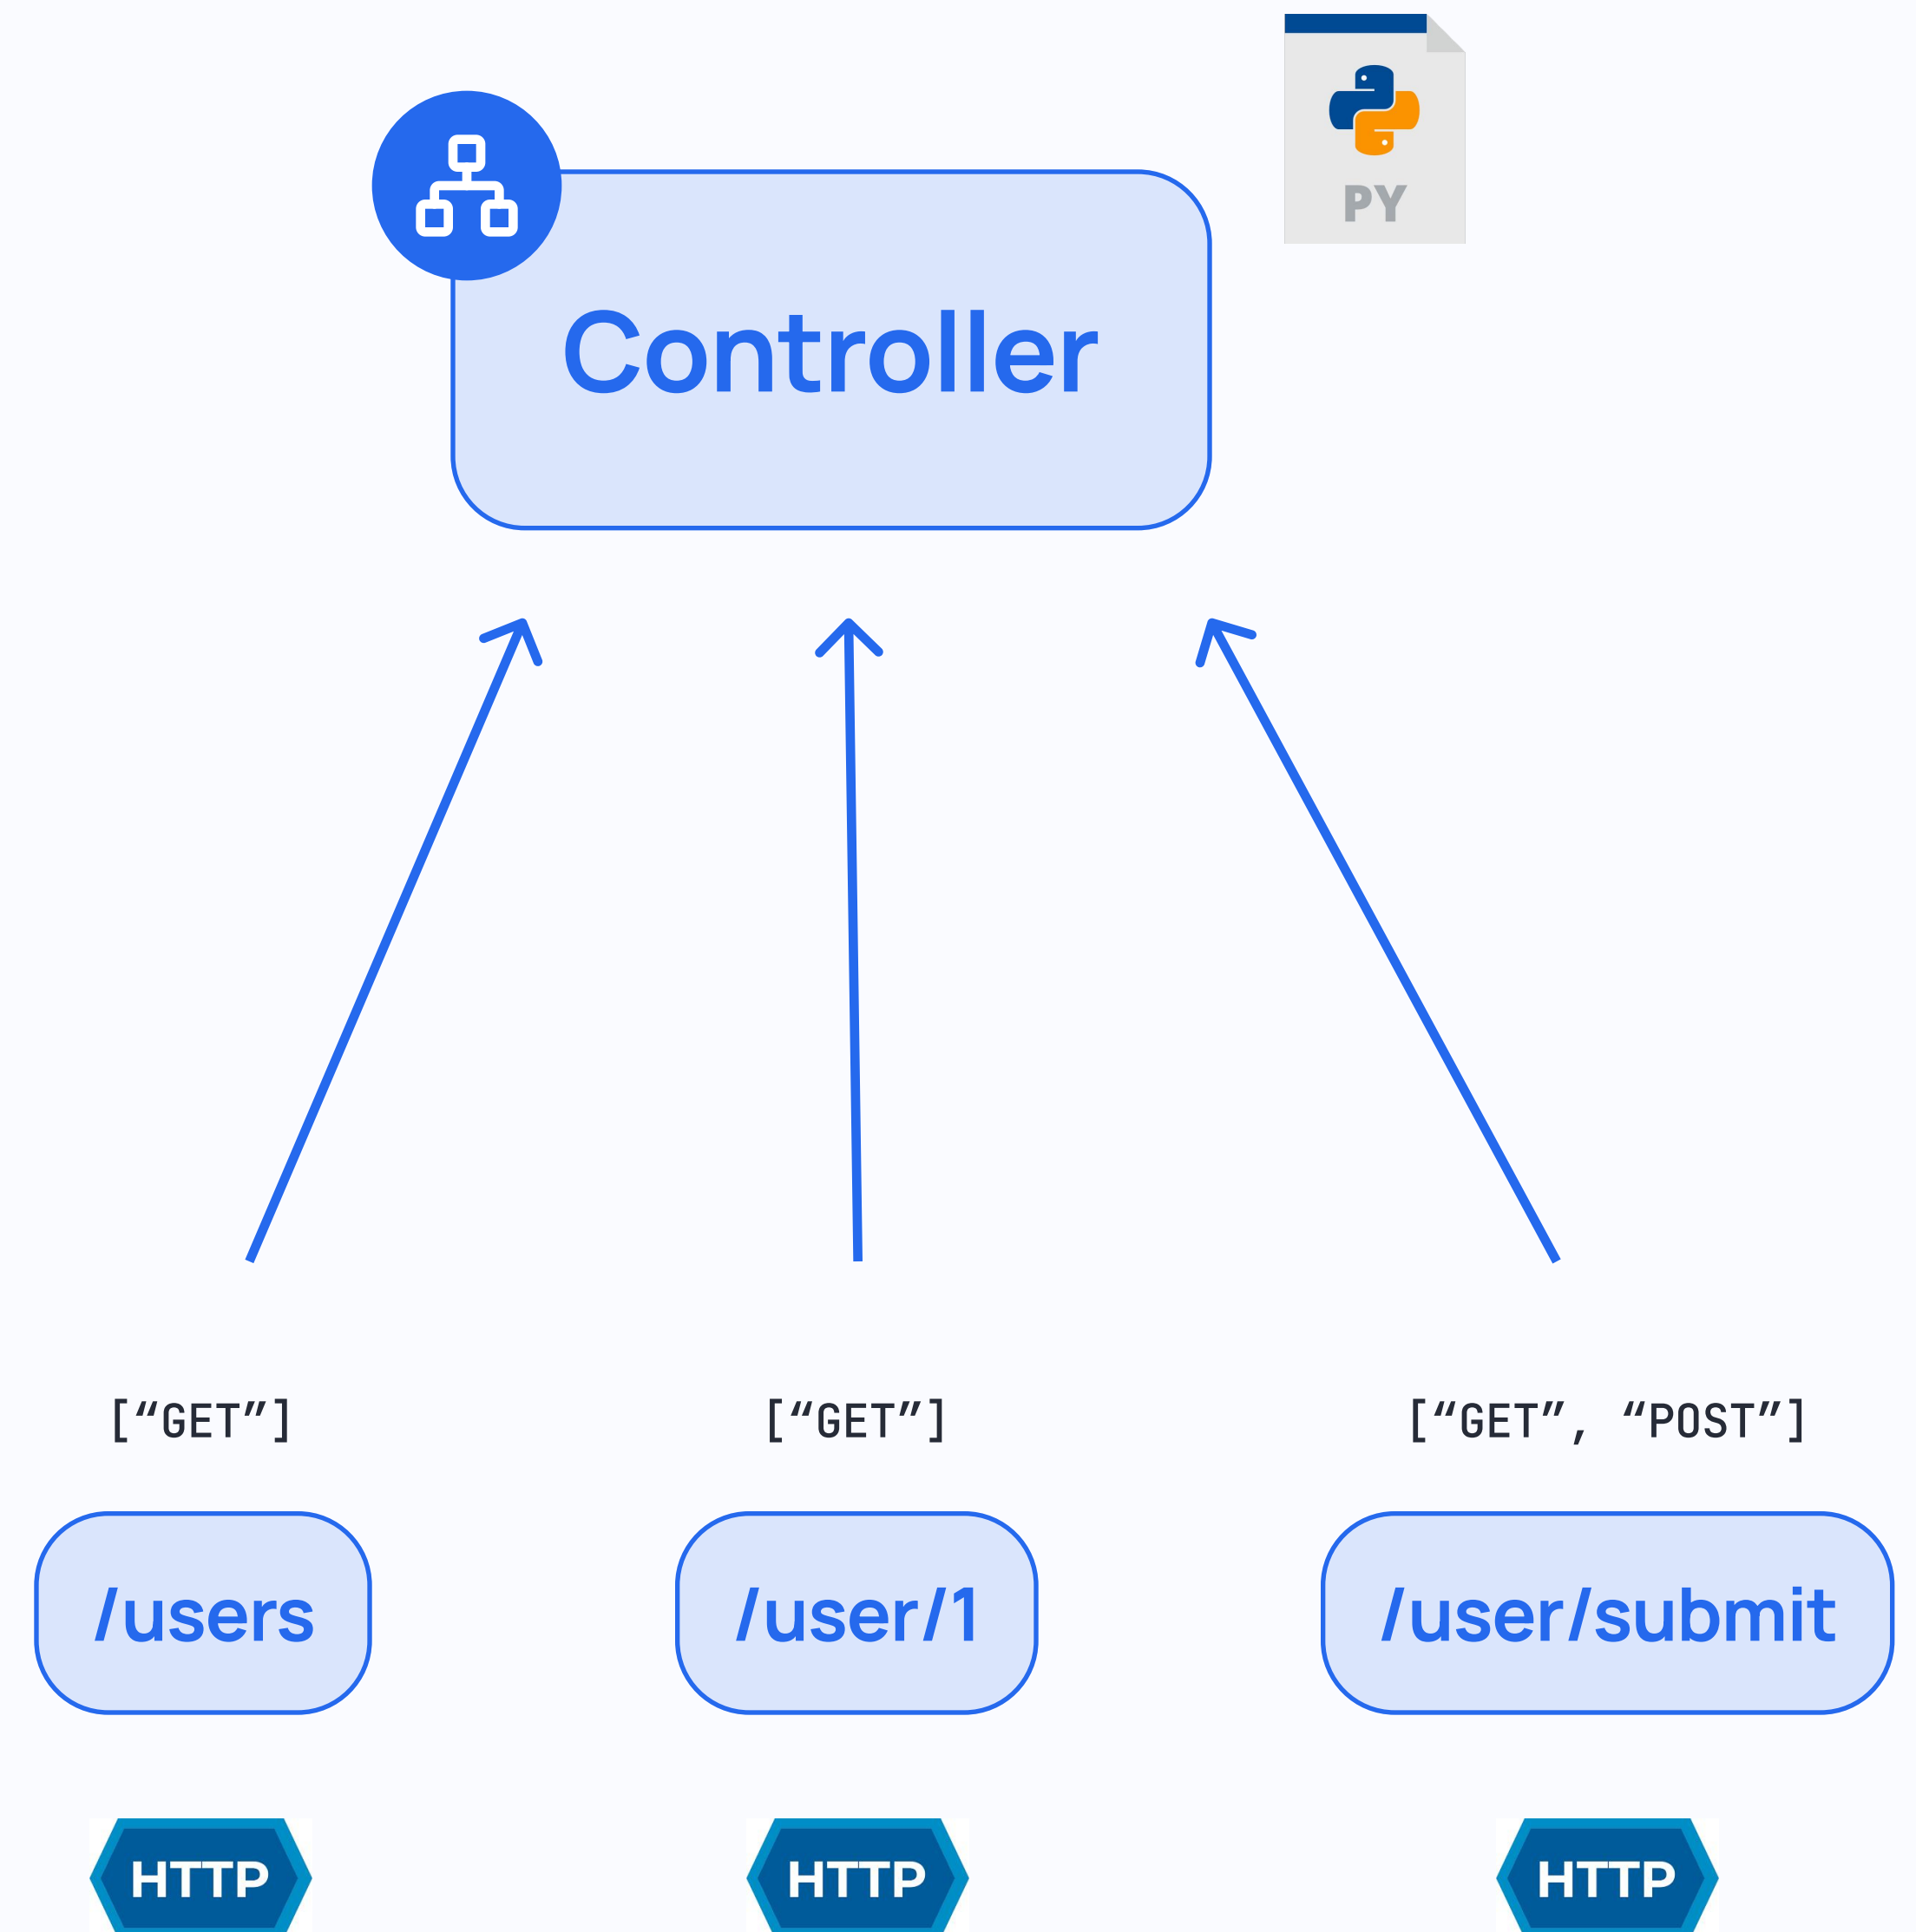 PY
Controller
[“GET”]
[“GET”]
[“GET”, “POST”]
/users
/user/1
/user/submit
HTTP
HTTP
HTTP